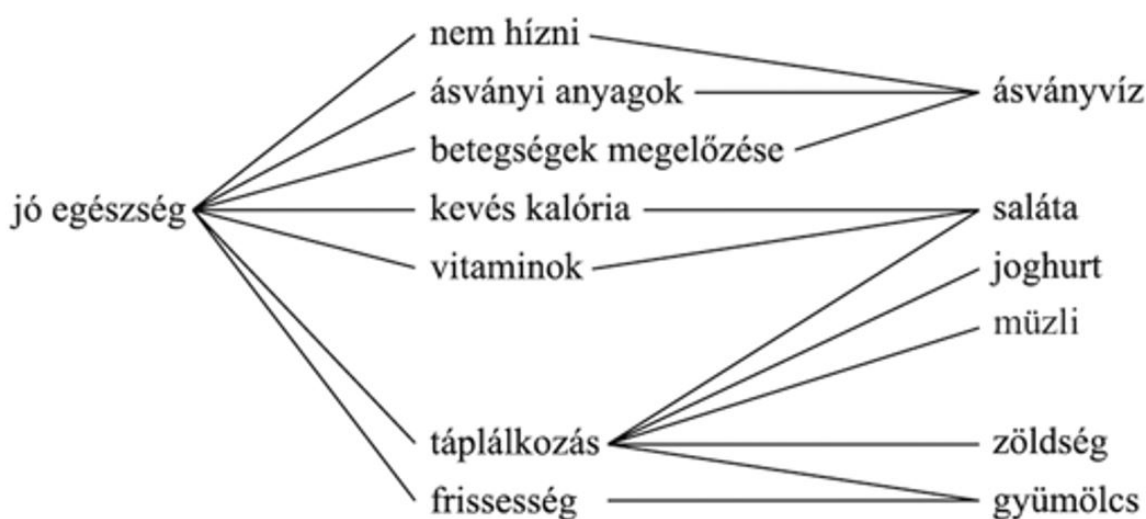 nem hízni
ásványi anyagok
ásványvíz
betegségek megelőzése
jó egészség
kevés kalória
saláta
vitaminok
joghurt
müzli
táplálkozás
zöldség
frissesség
gyümölcs